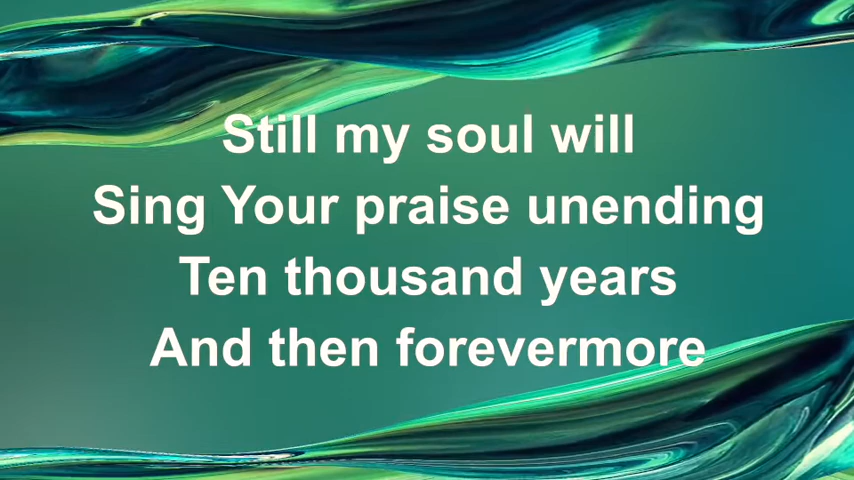 Still my soul will
Sing Your praise unending
Ten thousand years
And then forevermore